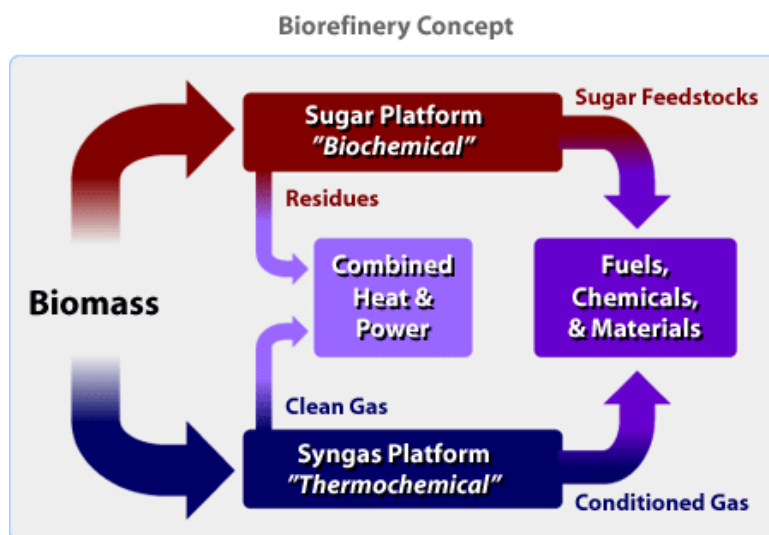 Biorefinery Concept
Sugar Feedstocks
Sugar Platform
"Biochemical"
Residues
Combined
Heat &
Power
Fuels,
Chemicals,
& Materials
Biomass
Clean Gas
Syngas Platform
"Thermochemical"
Conditioned Gas